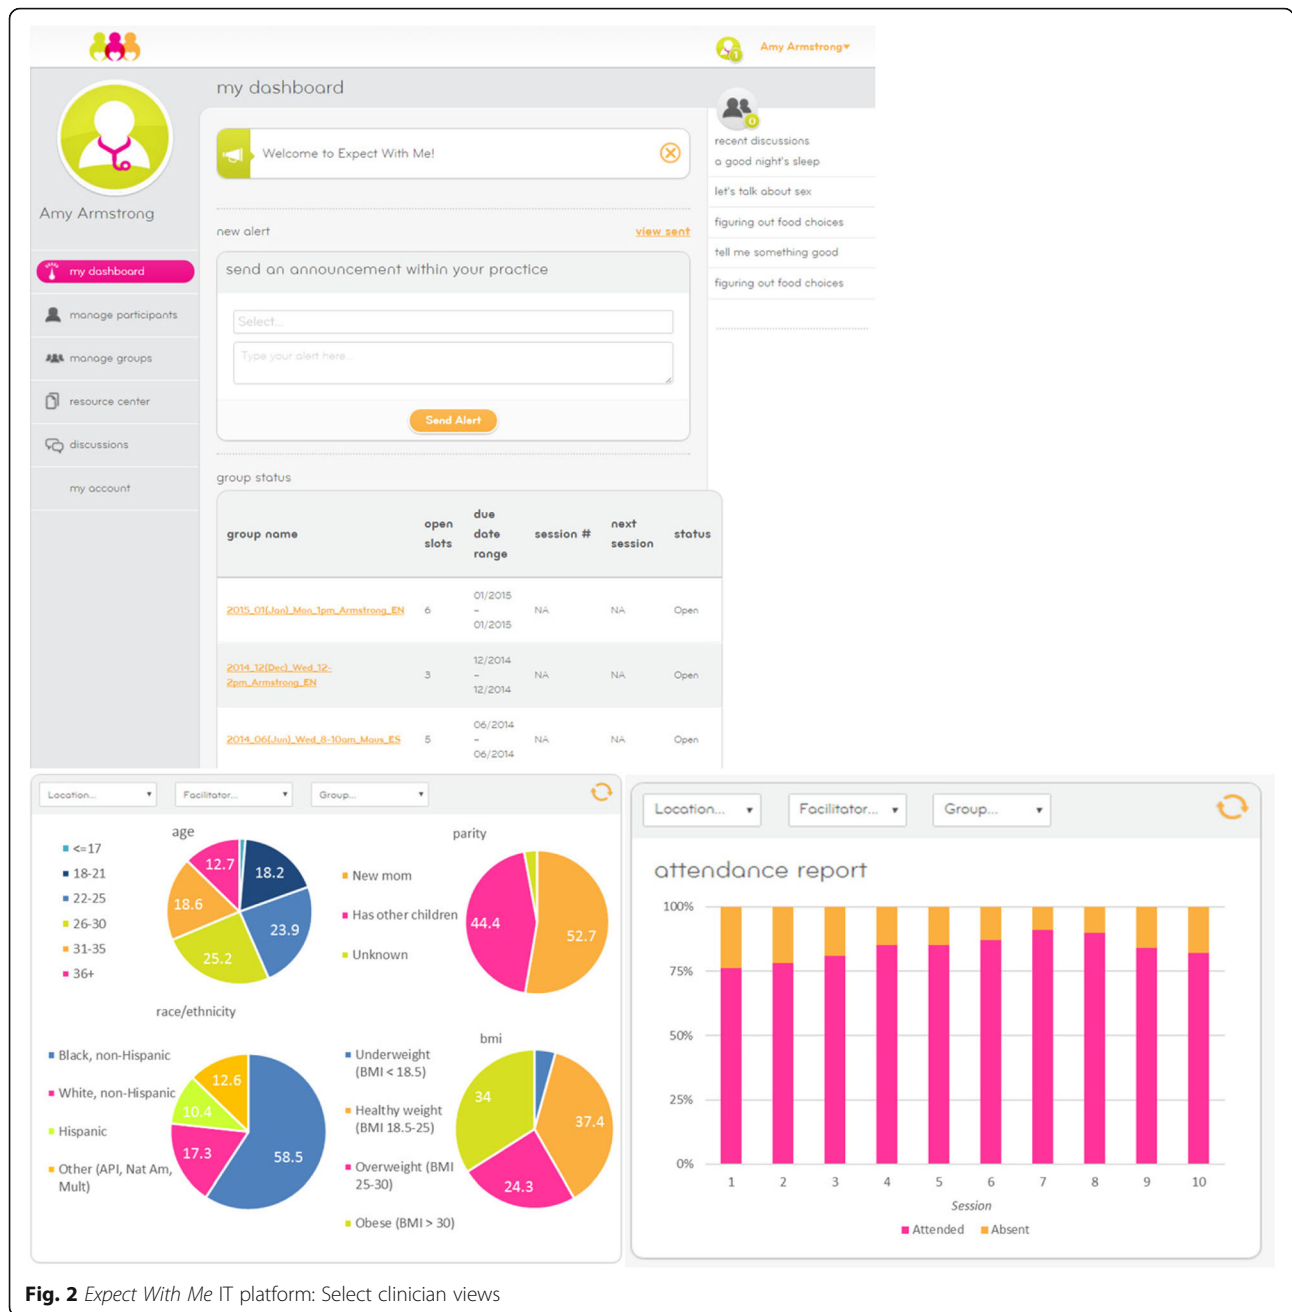 Amy Armstrong
1
my dashboard
Amy Armstrong
Welcome to Expect With Me!
0
recent discussions
a good night's sleep
let's talk about sex
figuring out food choices
tell me something good
figuring out food choices
new alert
view sent
send an announcement within your practice
Select...
Type your alert here...
Send Alert
my dashboard
manage participants
manage groups
resource center
discussions
my account
group status
group name
open slots
due date range
session #
next session
status
2015_01(Jan)_Mon_1pm_Armstrong_EN
6
01/2015
–
01/2015
NA
NA
Open
2014_12(Dec)_Wed_12-
2pm_Armstrong_EN
3
12/2014
–
12/2014
NA
NA
Open
2014_06(Jun)_Wed_8-10am_Maus_ES
5
06/2014
–
06/2014
NA
NA
Open
Location...
Facilitator...
Group...
age
<=17
18-21
22-25
26-30
31-35
36+
12.7
18.2
18.6
23.9
25.2
parity
New mom
Has other children
Unknown
44.4
52.7
race/ethnicity
Black, non-Hispanic
White, non-Hispanic
Hispanic
Other (API, Nat Am,
Mult)
12.6
10.4
17.3
58.5
bmi
Underweight
(BMI < 18.5)
Healthy weight
(BMI 18.5-25)
Overweight (BMI
25-30)
Obese (BMI > 30)
34
37.4
24.3
Location...
Facilitator...
Group...
attendance report
100%
75%
50%
25%
0%
1 2 3 4 5 6 7 8 9 10
Session
Attended Absent
Fig. 2 Expect With Me IT platform: Select clinician views